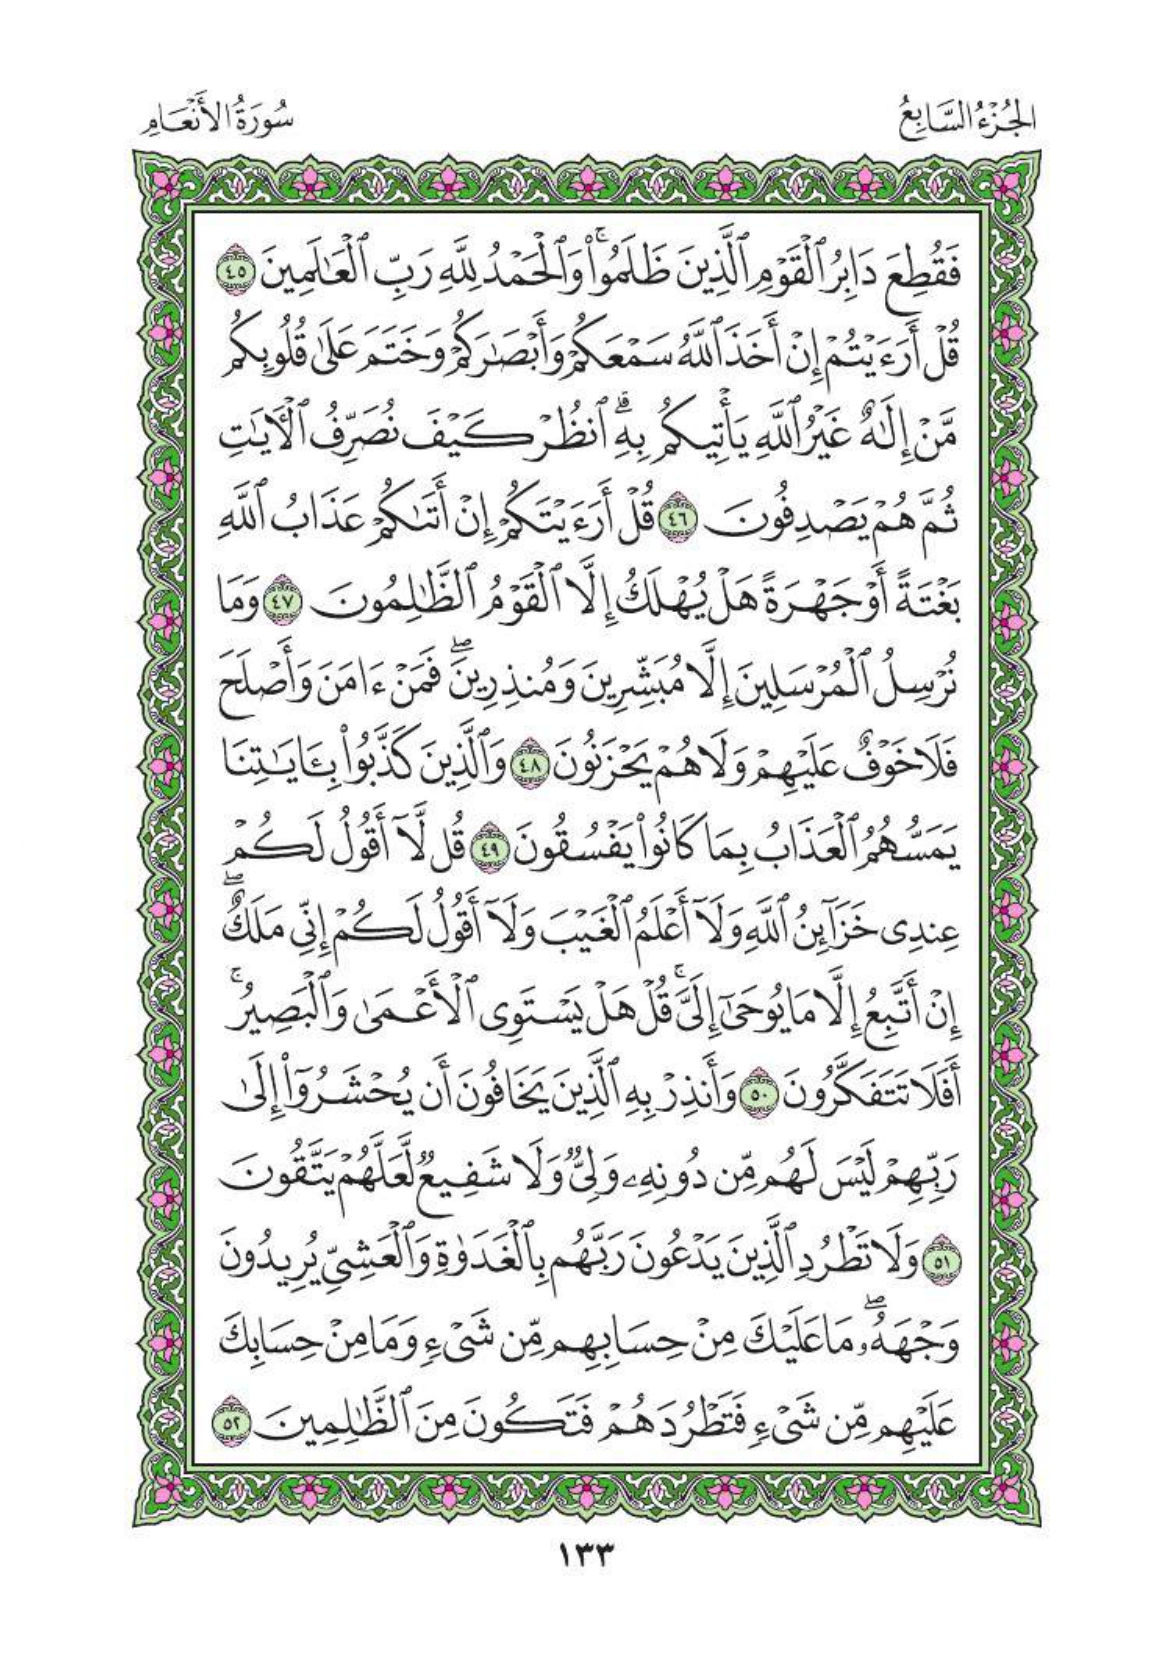 الجُزْءُ السَّابِعُ
سُورَةُ الأَنْعَامِ
فَقُطِعَ دَابِرُ ٱلْقَوْمِ ٱلَّذِينَ ظَلَمُوا۟ ۚ وَٱلْحَمْدُ لِلَّهِ رَبِّ ٱلْعَـٰلَمِينَ ٤٥
قُلْ أَرَءَيْتُمْ إِنْ أَخَذَ ٱللَّهُ سَمْعَكُمْ وَأَبْصَـٰرَكُمْ وَخَتَمَ عَلَىٰ قُلُوبِكُم
مَّنْ إِلَـٰهٌ غَيْرُ ٱللَّهِ يَأْتِيكُم بِهِ ۗ ٱنظُرْ كَيْفَ نُصَرِّفُ ٱلْـَٔايَـٰتِ
ثُمَّ هُمْ يَصْدِفُونَ ٤٦ قُلْ أَرَءَيْتَكُمْ إِنْ أَتَىٰكُمْ عَذَابُ ٱللَّهِ
بَغْتَةً أَوْ جَهْرَةً هَلْ يُهْلَكُ إِلَّا ٱلْقَوْمُ ٱلظَّـٰلِمُونَ ٤٧ وَمَا
نُرْسِلُ ٱلْمُرْسَلِينَ إِلَّا مُبَشِّرِينَ وَمُنذِرِينَ ۖ فَمَنْ ءَامَنَ وَأَصْلَحَ
فَلَا خَوْفٌ عَلَيْهِمْ وَلَا هُمْ يَحْزَنُونَ ٤٨ وَٱلَّذِينَ كَذَّبُوا۟ بِـَٔايَـٰتِنَا
يَمَسُّهُمُ ٱلْعَذَابُ بِمَا كَانُوا۟ يَفْسُقُونَ ٤٩ قُل لَّآ أَقُولُ لَكُمْ
عِندِى خَزَآئِنُ ٱللَّهِ وَلَآ أَعْلَمُ ٱلْغَيْبَ وَلَآ أَقُولُ لَكُمْ إِنِّى مَلَكٌ ۖ
إِنْ أَتَّبِعُ إِلَّا مَا يُوحَىٰٓ إِلَىَّ ۚ قُلْ هَلْ يَسْتَوِى ٱلْأَعْمَىٰ وَٱلْبَصِيرُ ۚ
أَفَلَا تَتَفَكَّرُونَ ٥٠ وَأَنذِرْ بِهِ ٱلَّذِينَ يَخَافُونَ أَن يُحْشَرُوٓا۟ إِلَىٰ
رَبِّهِمْ لَيْسَ لَهُم مِّن دُونِهِۦ وَلِىٌّ وَلَا شَفِيعٌ لَّعَلَّهُمْ يَتَّقُونَ
٥١ وَلَا تَطْرُدِ ٱلَّذِينَ يَدْعُونَ رَبَّهُم بِٱلْغَدَوٰةِ وَٱلْعَشِىِّ يُرِيدُونَ
وَجْهَهُۥ ۖ مَا عَلَيْكَ مِنْ حِسَابِهِم مِّن شَىْءٍ وَمَا مِنْ حِسَابِكَ
عَلَيْهِم مِّن شَىْءٍ فَتَطْرُدَهُمْ فَتَكُونَ مِنَ ٱلظَّـٰلِمِينَ ٥٢
١٣٣